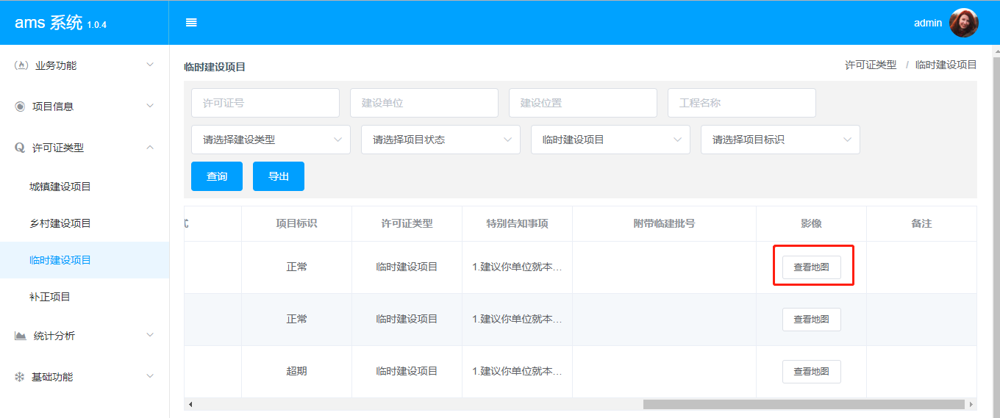 ams 系统 1.0.4
admin
业务功能
项目信息
许可证类型
城镇建设项目
乡村建设项目
临时建设项目
补正项目
统计分析
基础功能
临时建设项目
许可证类型 / 临时建设项目
许可证号 建设单位 建设位置 工程名称
请选择建设类型 请选择项目状态 临时建设项目 请选择项目标识
查询 导出
项目标识 许可证类型 特别告知事项 附带临建批号 影像 备注
正常 临时建设项目 1.建议你单位就本... 查看地图
正常 临时建设项目 1.建议你单位就本... 查看地图
超期 临时建设项目 1.建议你单位就本... 查看地图